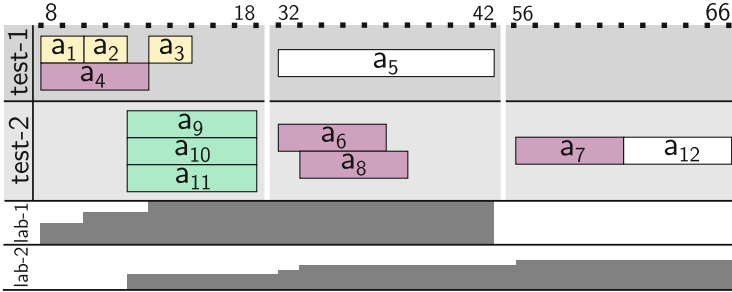 8 18 32 42 56 66
test-1
a1 a2 a3
a4
a5
test-2
a9
a10
a11
a6
a8
a7 a12
lab-1
lab-2